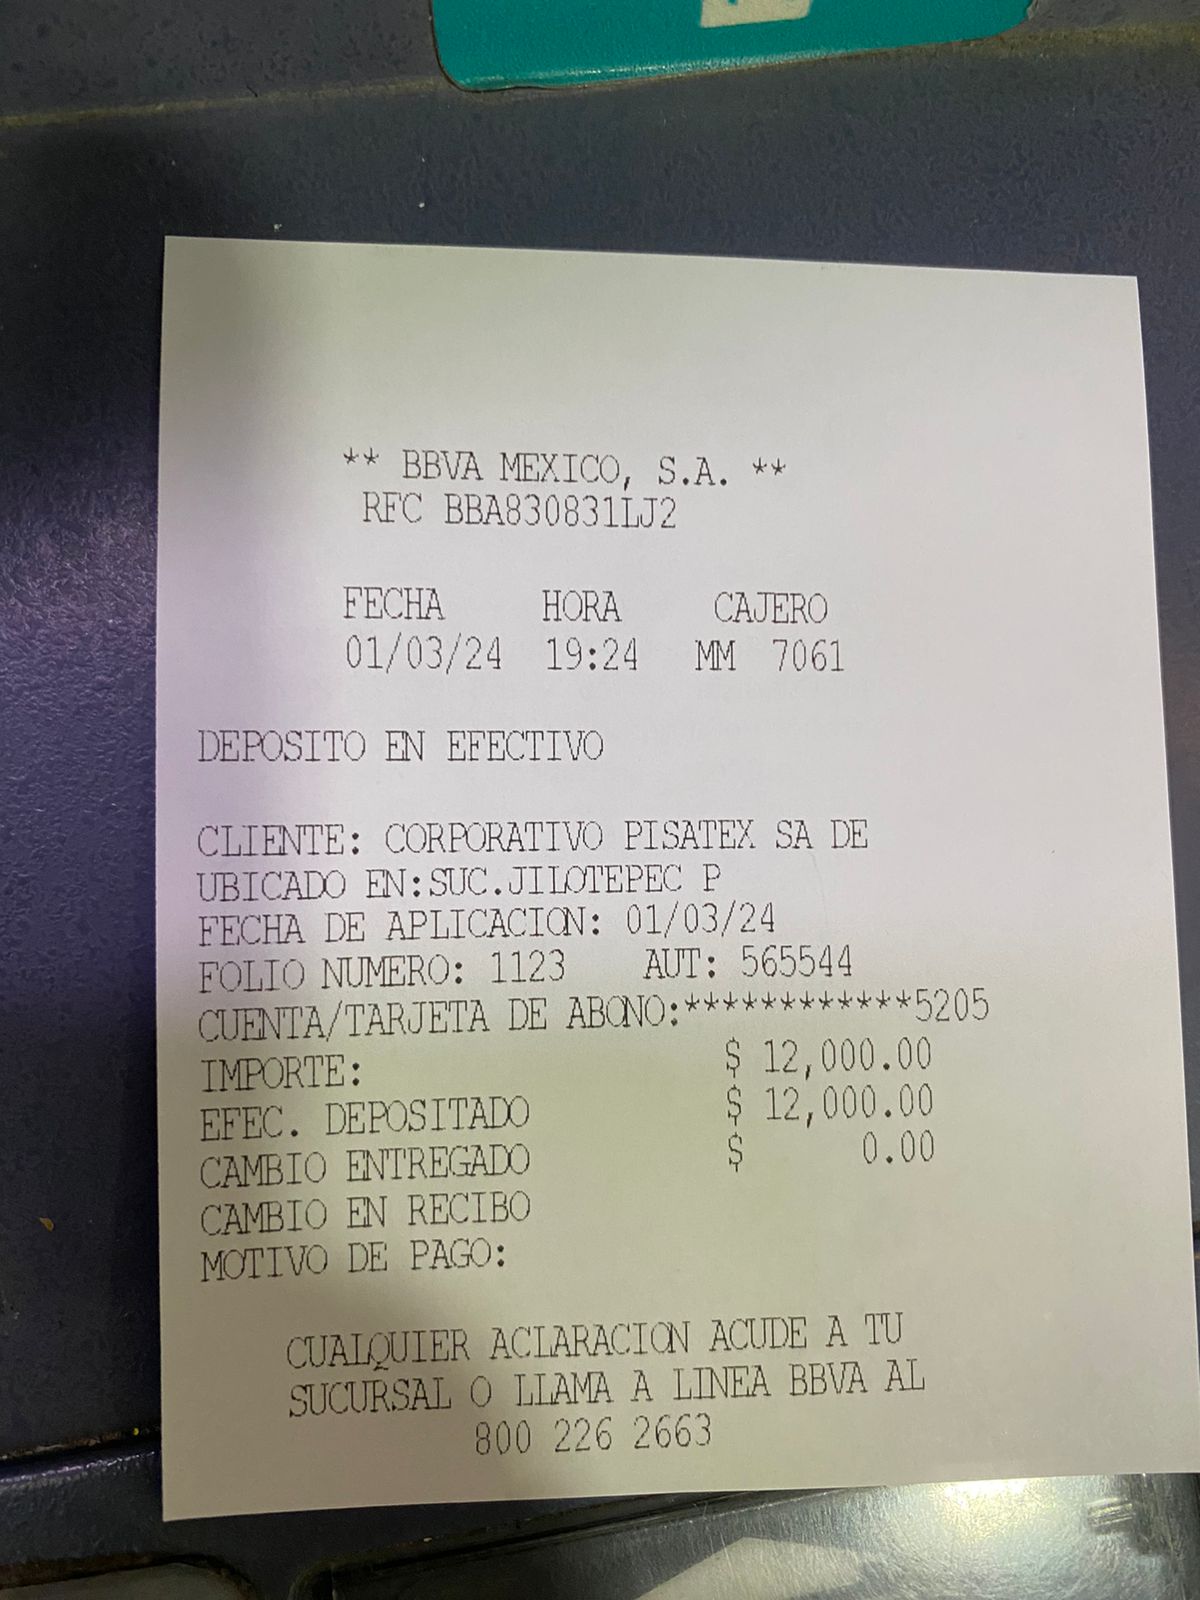 ** BBVA MEXICO, S.A. **
RFC BBA830831LJ2
FECHA HORA CAJERO
01/03/24 19:24 MM 7061
DEPOSITO EN EFECTIVO
CLIENTE: CORPORATIVO PISATEX SA DE
UBICADO EN:SUC.JILOTEPEC P
FECHA DE APLICACION: 01/03/24
FOLIO NUMERO: 1123 AUT: 565544
CUENTA/TARJETA DE ABONO:************5205
IMPORTE: $ 12,000.00
EFEC. DEPOSITADO $ 12,000.00
CAMBIO ENTREGADO $ 0.00
CAMBIO EN RECIBO
MOTIVO DE PAGO:
CUALQUIER ACLARACION ACUDE A TU
SUCURSAL O LLAMA A LINEA BBVA AL
800 226 2663